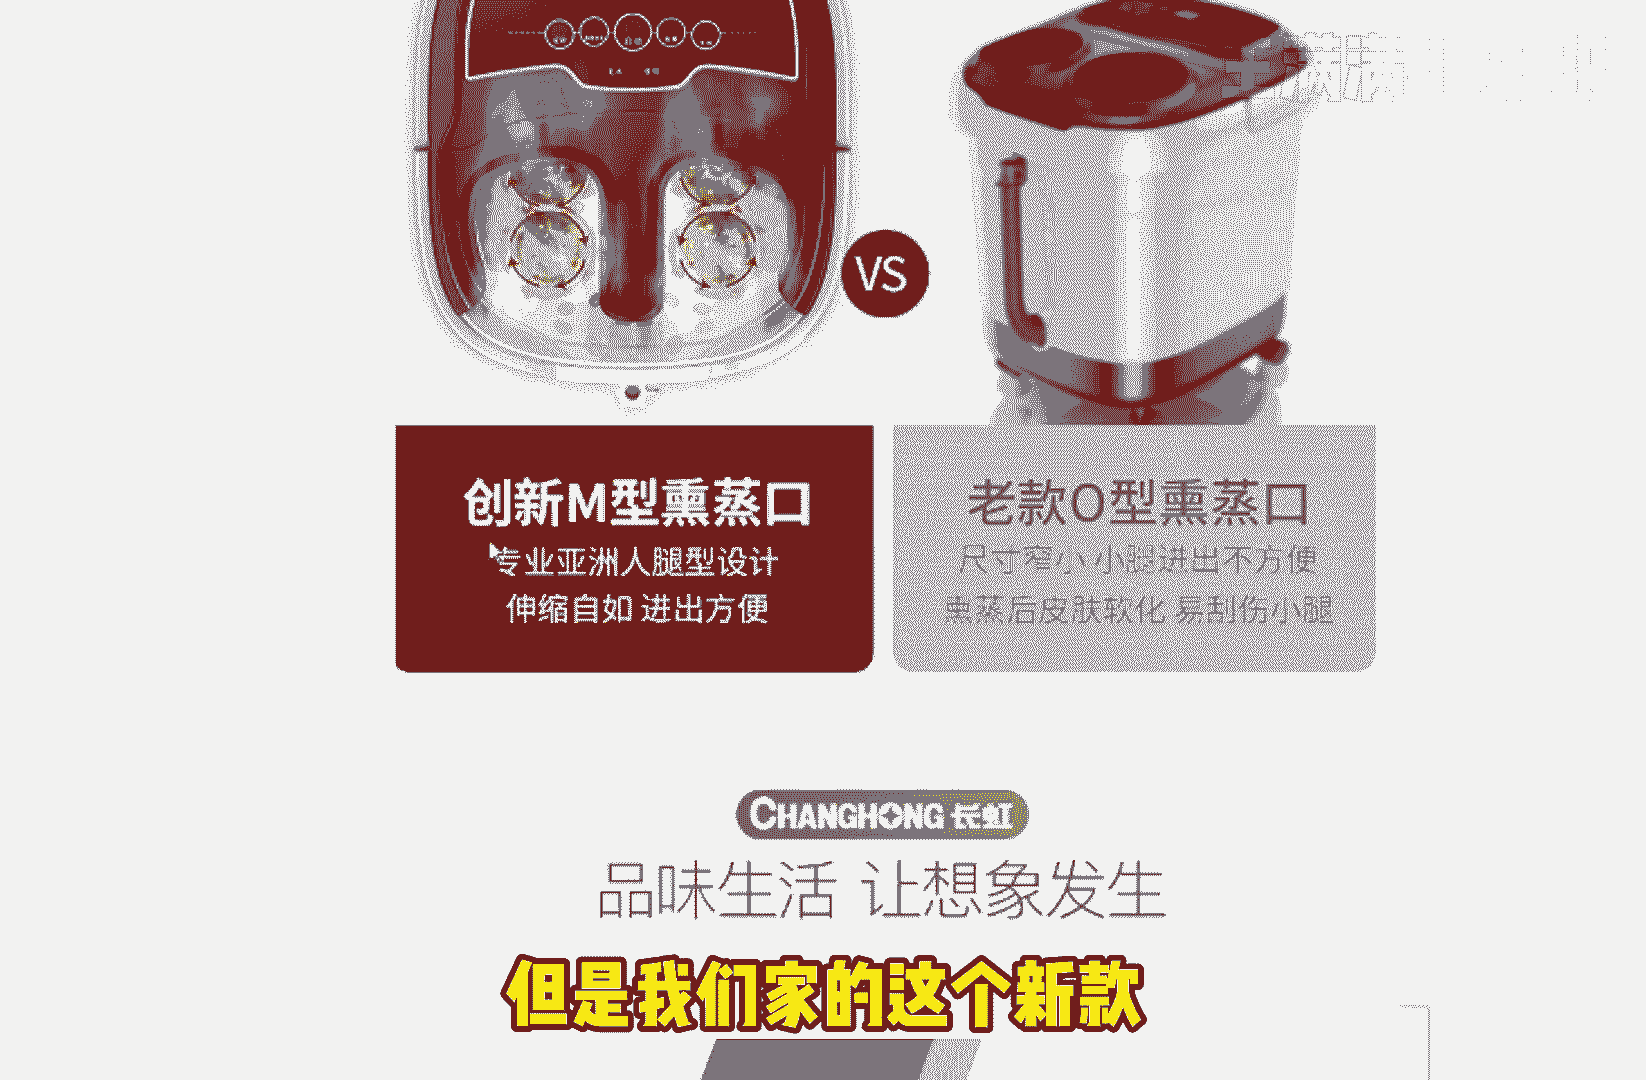 VS
创新M型熏蒸口
专业亚洲人腿型设计
伸缩自如 进出方便
老款O型熏蒸口
尺寸窄小 小腿进出不方便
熏蒸后皮肤软化 易刮伤小腿
CHANGHONG 长虹
品味生活 让想象发生
但是我们家的这个新款